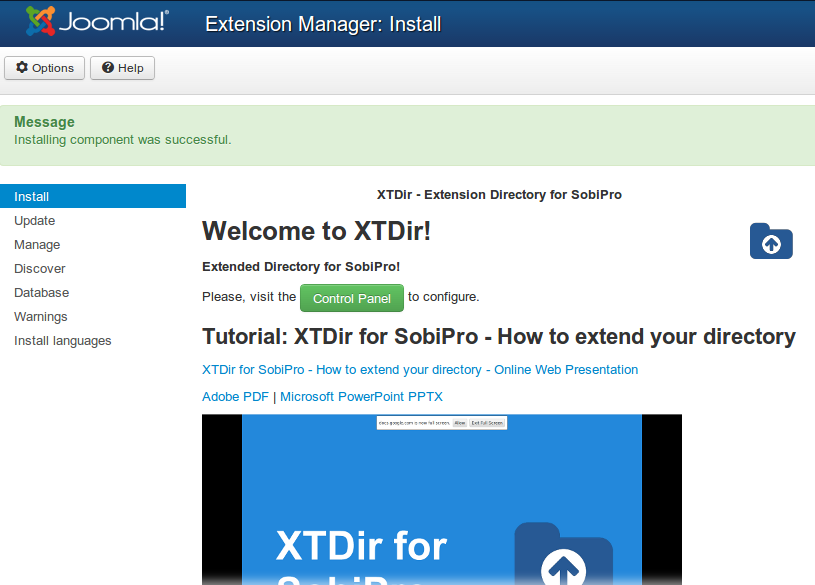 Joomla!® Extension Manager: Install
Options Help
Message
Installing component was successful.
Install
Update
Manage
Discover
Database
Warnings
Install languages
XTDir - Extension Directory for SobiPro
Welcome to XTDir!
Extended Directory for SobiPro!
Please, visit the Control Panel to configure.
Tutorial: XTDir for SobiPro - How to extend your directory
XTDir for SobiPro - How to extend your directory - Online Web Presentation
Adobe PDF | Microsoft PowerPoint PPTX
docs.google.com is now full screen. Allow Exit Full Screen
XTDir for
SobiPro